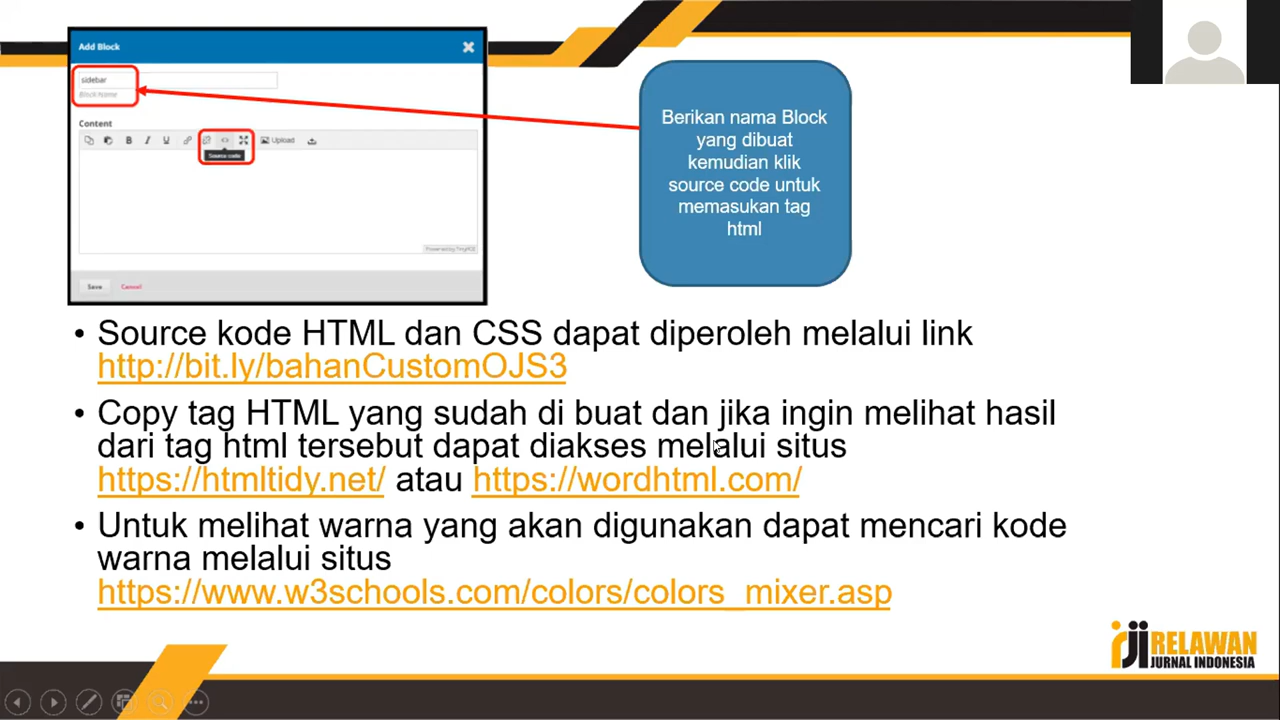 Add Block
sidebar
Block Name
Content
B I U Upload
Source code
Powered by TinyMCE
Save Cancel
Berikan nama Block
yang dibuat
kemudian klik
source code untuk
memasukan tag
html
• Source kode HTML dan CSS dapat diperoleh melalui link
http://bit.ly/bahanCustomOJS3
• Copy tag HTML yang sudah di buat dan jika ingin melihat hasil
dari tag html tersebut dapat diakses melalui situs
https://htmltidy.net/ atau https://wordhtml.com/
• Untuk melihat warna yang akan digunakan dapat mencari kode
warna melalui situs
https://www.w3schools.com/colors/colors_mixer.asp
rji RELAWAN
JURNAL INDONESIA